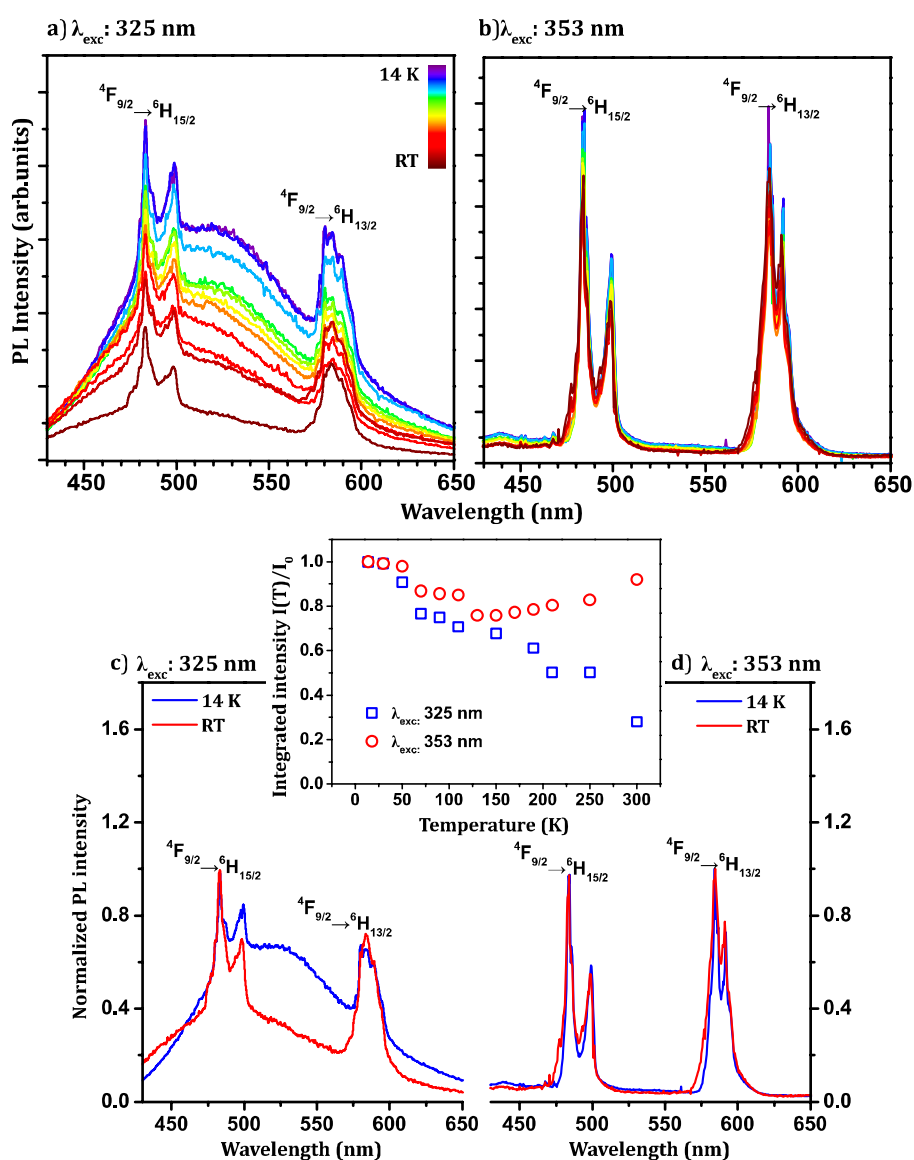 a) λexc: 325 nm
b)λexc: 353 nm
14 K
RT
4F9/2→6H15/2
4F9/2→6H13/2
4F9/2→6H15/2
4F9/2→6H13/2
PL Intensity (arb.units)
450 500 550 600 650
450 500 550 600 650
Wavelength (nm)
Integrated intensity I(T)/I0
1.0
0.8
0.6
0.4
0.2
0.0
λexc: 325 nm
λexc: 353 nm
0 50 100 150 200 250 300
Temperature (K)
c) λexc: 325 nm
d) λexc: 353 nm
14 K
RT
14 K
RT
1.6
1.2
0.8
0.4
0.0
1.6
1.2
0.8
0.4
0.0
Normalized PL intensity
4F9/2→6H15/2
4F9/2→6H13/2
4F9/2→6H15/2
4F9/2→6H13/2
450 500 550 600 650
450 500 550 600 650
Wavelength (nm)
Wavelength (nm)